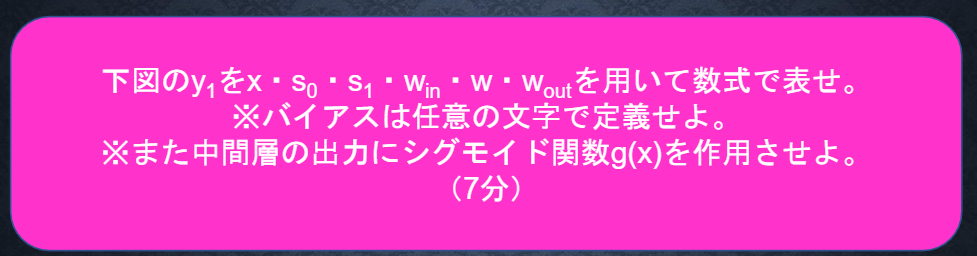 下図のy₁をx・s₀・s₁・wᵢₙ・w・wₒᵤₜを用いて数式で表せ。
※バイアスは任意の文字で定義せよ。
※また中間層の出力にシグモイド関数g(x)を作用させよ。
（7分）